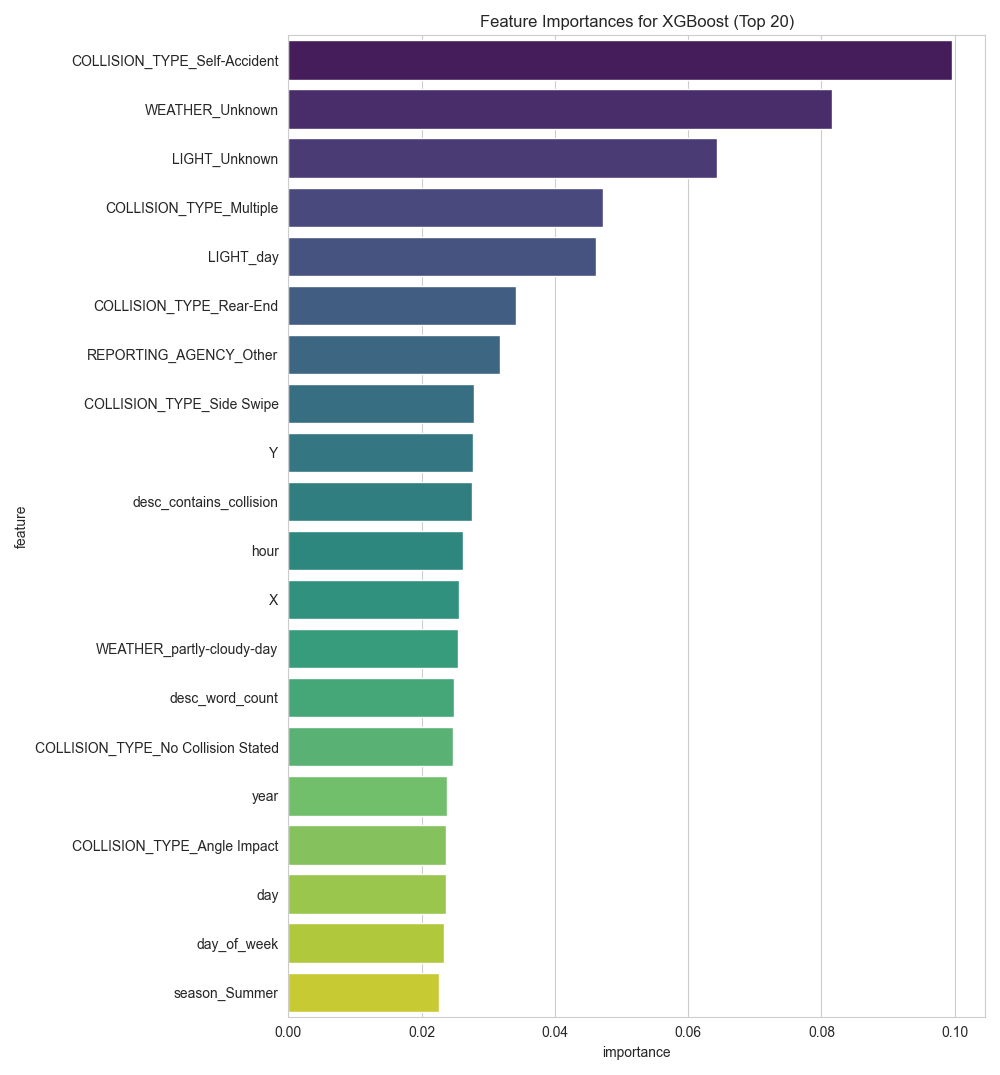 Feature Importances for XGBoost (Top 20)
COLLISION_TYPE_Self-Accident
WEATHER_Unknown
LIGHT_Unknown
COLLISION_TYPE_Multiple
LIGHT_day
COLLISION_TYPE_Rear-End
REPORTING_AGENCY_Other
COLLISION_TYPE_Side Swipe
Y
desc_contains_collision
hour
X
WEATHER_partly-cloudy-day
desc_word_count
COLLISION_TYPE_No Collision Stated
year
COLLISION_TYPE_Angle Impact
day
day_of_week
season_Summer
feature
0.00 0.02 0.04 0.06 0.08 0.10
importance